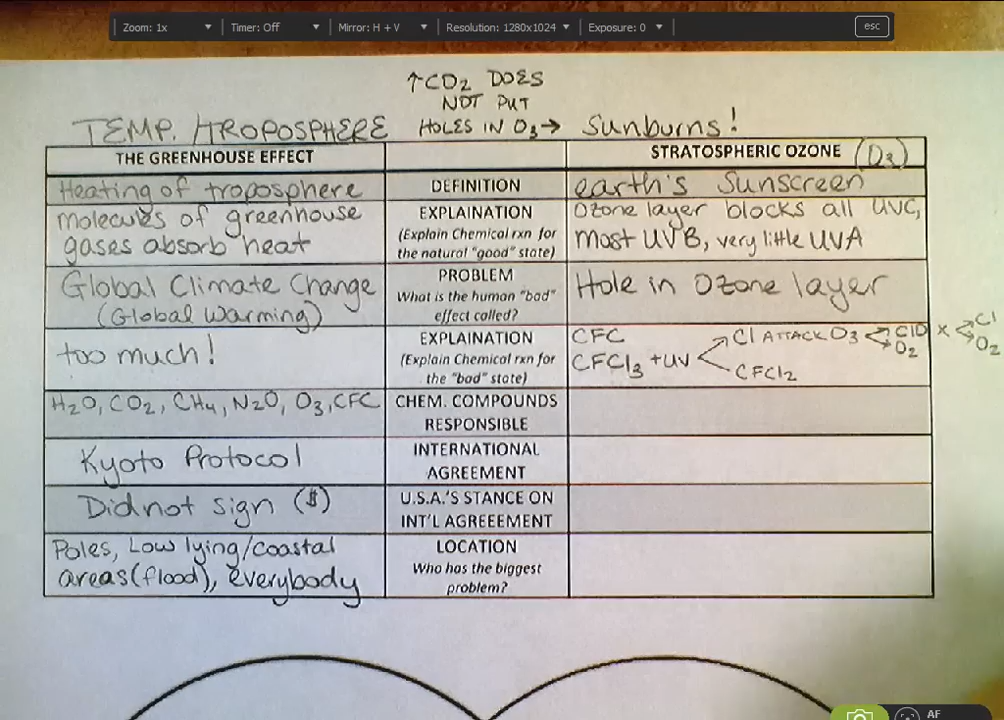 Zoom: 1x
Timer: Off
Mirror: H + V
Resolution: 1280x1024
Exposure: 0
esc
↑CO2 DOES
NOT PUT
TEMP. TROPOSPHERE HOLES IN O3→ Sunburns!
THE GREENHOUSE EFFECT STRATOSPHERIC OZONE (O3)
Heating of troposphere
DEFINITION
earth's Sunscreen
molecules of greenhouse
gases absorb heat
EXPLAINATION
(Explain Chemical rxn for
the natural "good" state)
Ozone layer blocks all UVC,
most UVB, very little UVA
Global Climate Change
(Global Warming)
PROBLEM
What is the human "bad"
effect called?
Hole in Ozone layer
too much!
EXPLAINATION
(Explain Chemical rxn for
the "bad" state)
CFC
CFCl3 + UV
Cl ATTACK O3
ClO x Cl
O2 O2
CFCl2
H2O, CO2, CH4, N2O, O3, CFC
CHEM. COMPOUNDS
RESPONSIBLE
Kyoto Protocol
INTERNATIONAL
AGREEMENT
Did not sign ($)
U.S.A.'S STANCE ON
INT'L AGREEEMENT
Poles, Low lying/coastal
areas (flood), everybody
LOCATION
Who has the biggest
problem?
AF